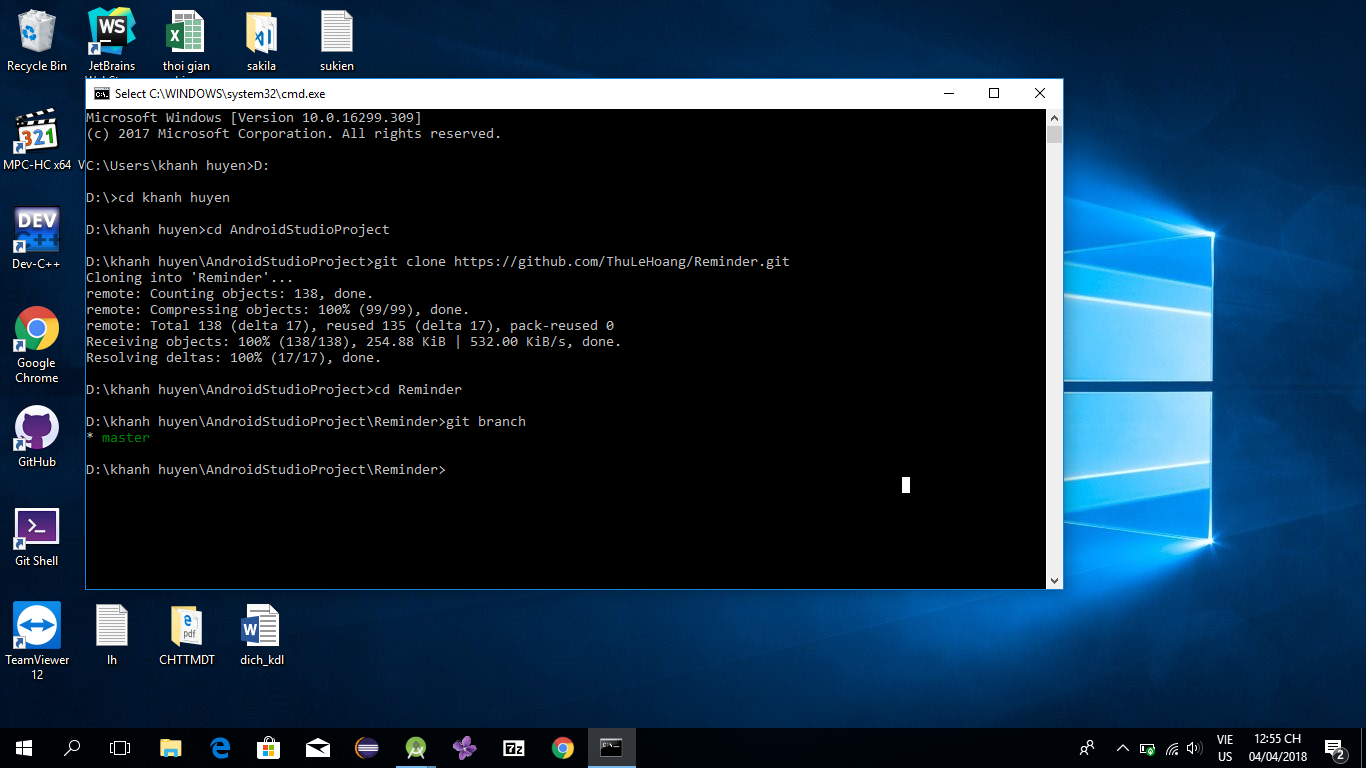 Recycle Bin
WS
JetBrains
thoi gian
sakila
sukien
Select C:\WINDOWS\system32\cmd.exe
Microsoft Windows [Version 10.0.16299.309]
(c) 2017 Microsoft Corporation. All rights reserved.
C:\Users\khanh huyen>D:
D:\>cd khanh huyen
D:\khanh huyen>cd AndroidStudioProject
D:\khanh huyen\AndroidStudioProject>git clone https://github.com/ThuLeHoang/Reminder.git
Cloning into 'Reminder'...
remote: Counting objects: 138, done.
remote: Compressing objects: 100% (99/99), done.
remote: Total 138 (delta 17), reused 135 (delta 17), pack-reused 0
Receiving objects: 100% (138/138), 254.88 KiB | 532.00 KiB/s, done.
Resolving deltas: 100% (17/17), done.
D:\khanh huyen\AndroidStudioProject>cd Reminder
D:\khanh huyen\AndroidStudioProject\Reminder>git branch
* master
D:\khanh huyen\AndroidStudioProject\Reminder>
321
MPC-HC x64
V
DEV
C++
Dev-C++
Google
Chrome
GitHub
Git Shell
TeamViewer
12
lh
pdf
CHTTMDT
dich_kdl
7z
VIE
US
12:55 CH
04/04/2018
2